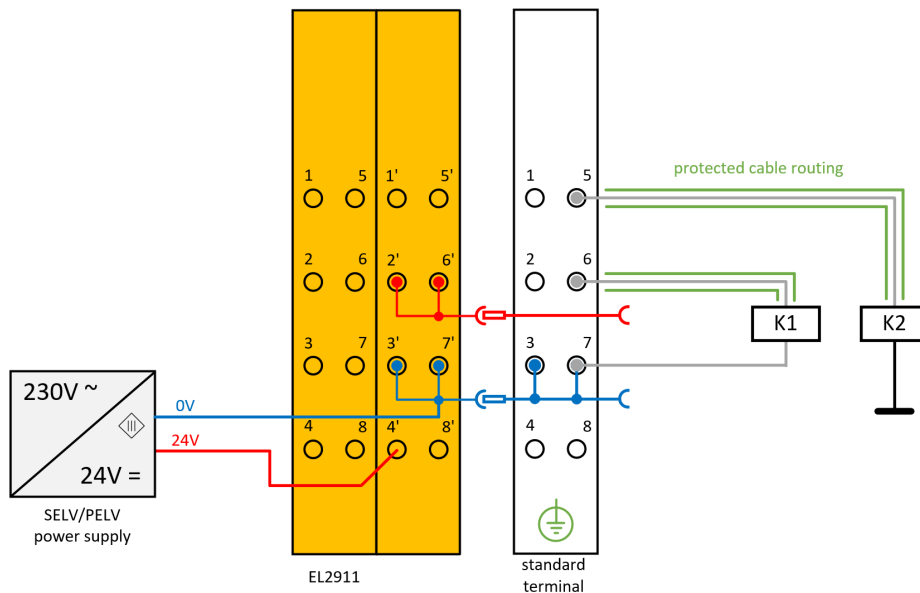 protected cable routing
1 5 1' 5' 1 5
2 6 2' 6' 2 6
K1 K2
3 7 3' 7' 3 7
230V ~
III
24V =
0V
24V
4 8 4' 8' 4 8
SELV/PELV
power supply
EL2911
standard
terminal